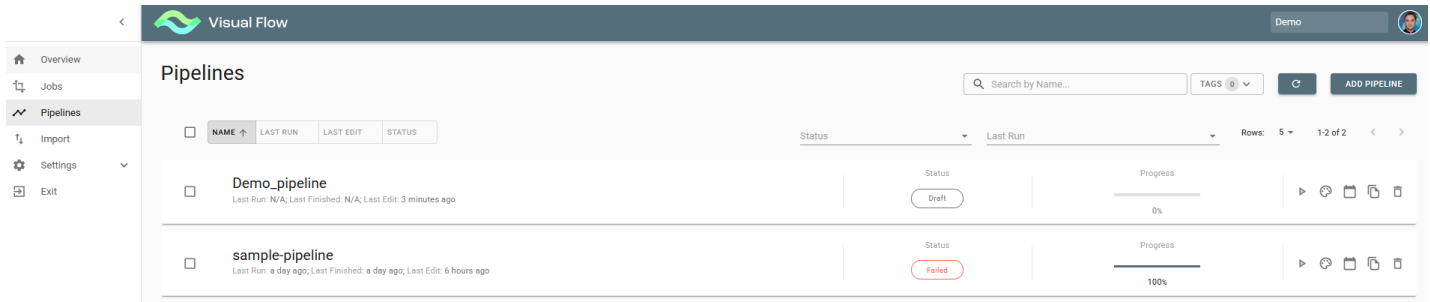 Visual Flow
Demo
Overview
Jobs
Pipelines
Import
Settings
Exit
Pipelines
Search by Name...
TAGS 0
ADD PIPELINE
NAME LAST RUN LAST EDIT STATUS
Status
Last Run
Rows: 5 1-2 of 2
Demo_pipeline
Last Run: N/A; Last Finished: N/A; Last Edit: 3 minutes ago
Status
Draft
Progress
0%
sample-pipeline
Last Run: a day ago; Last Finished: a day ago; Last Edit: 6 hours ago
Status
Failed
Progress
100%